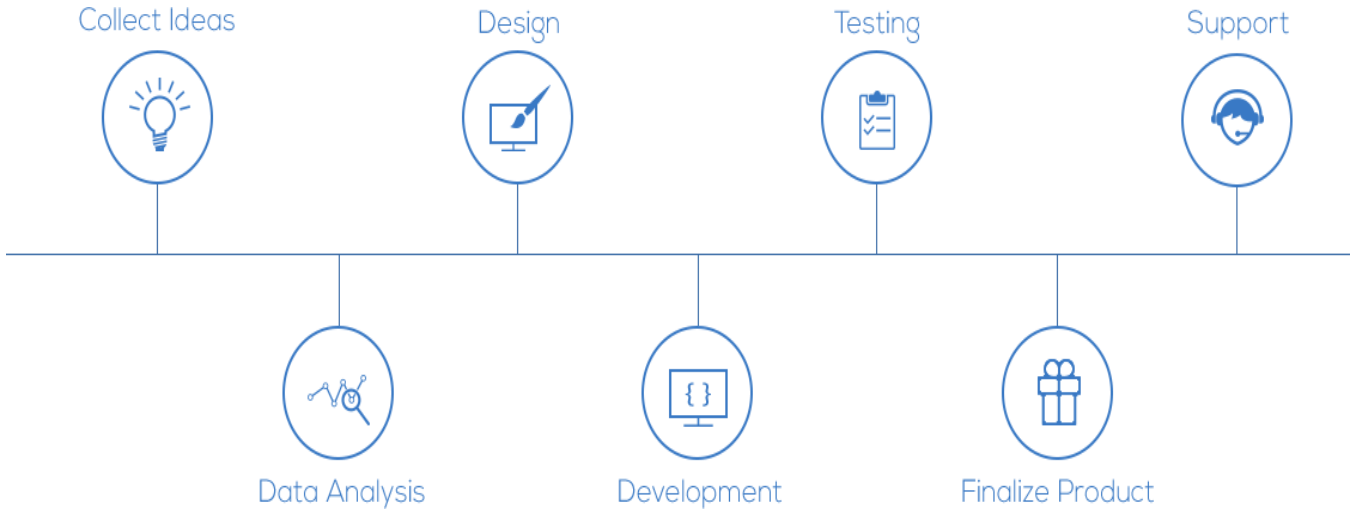 Collect Ideas
Design
Testing
Support
{ }
Data Analysis
Development
Finalize Product